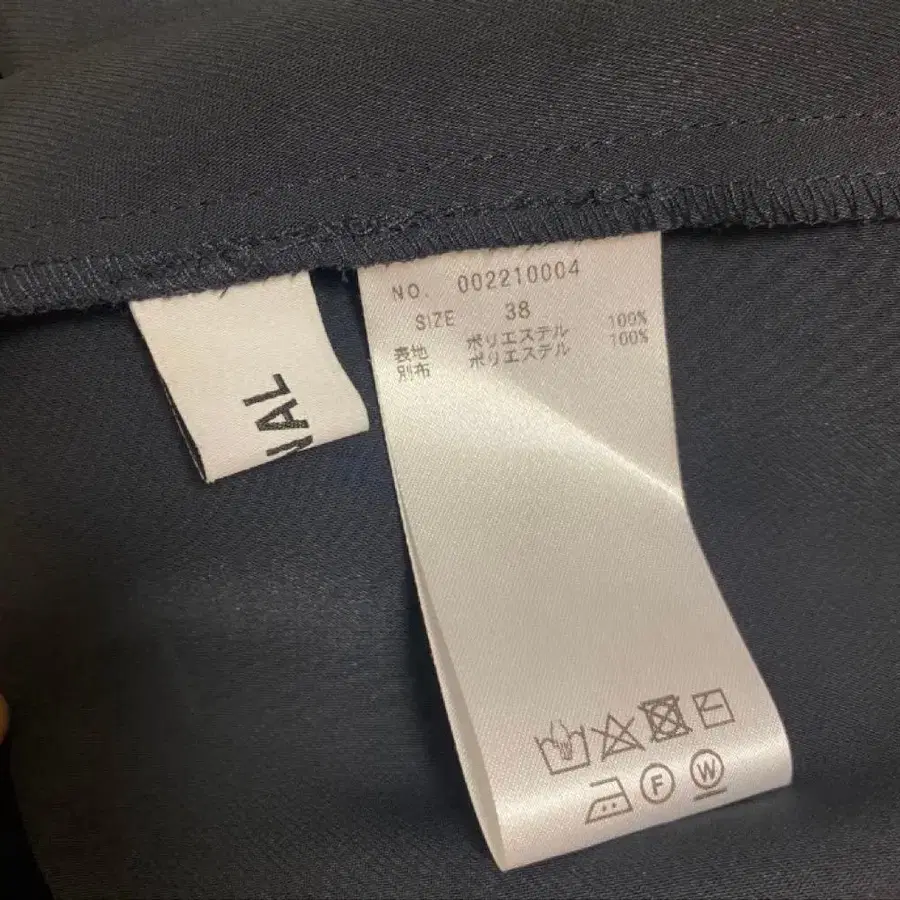 NO. 002210004
SIZE 38
表地 ポリエステル 100%
別布 ポリエステル 100%
NAL
F W